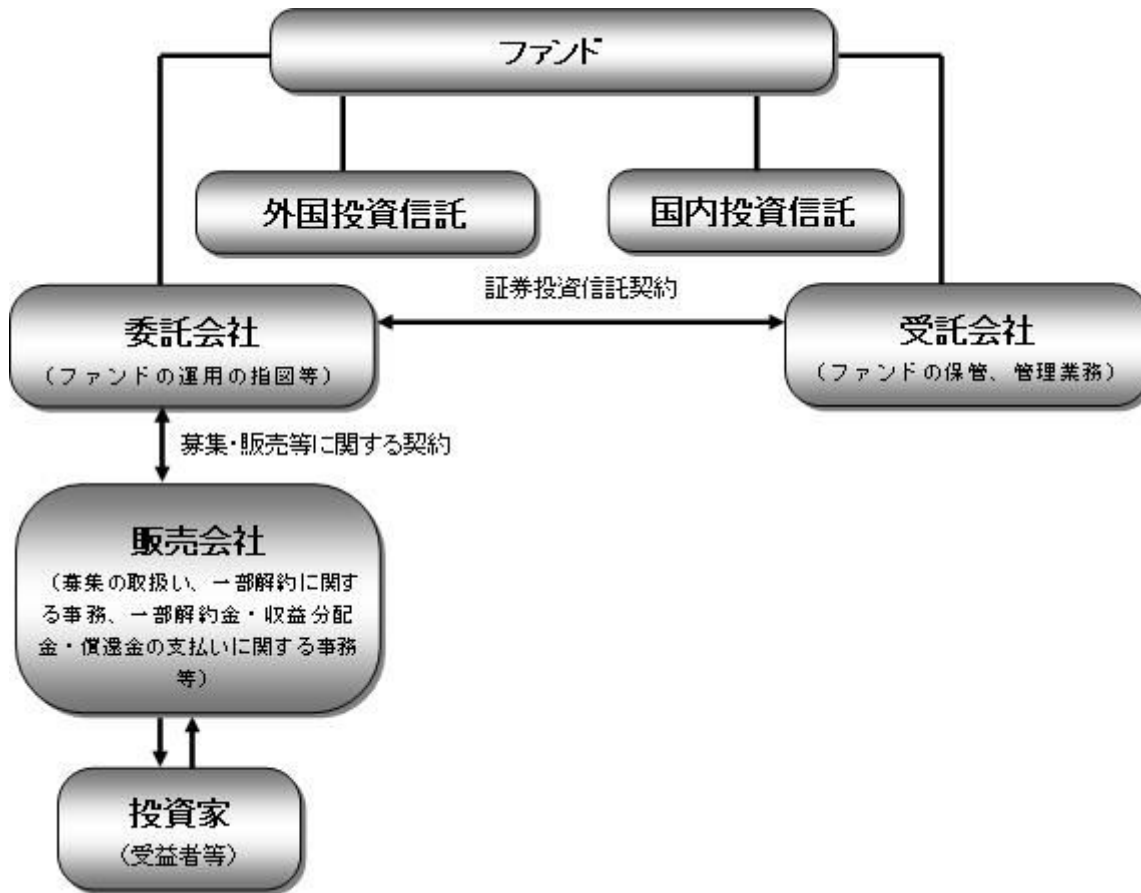 ファンド
外国投資信託
国内投資信託
証券投資信託契約
委託会社
（ファンドの運用の指図等）
受託会社
（ファンドの保管、管理業務）
募集・販売等に関する契約
販売会社
（募集の取扱い、一部解約に関す
る事務、一部解約金・収益分配
金・償還金の支払いに関する事務
等）
投資家
（受益者等）